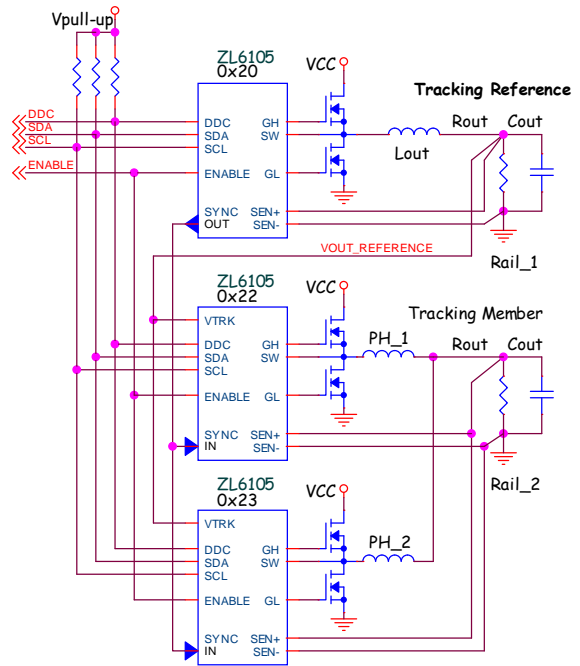 Vpull-up
ZL6105
0x20
VCC
Tracking Reference
DDC
SDA
SCL
ENABLE
DDC
SDA
SCL
ENABLE
SYNC
OUT
GH
SW
GL
SEN+
SEN-
Lout
Rout
Cout
Rail_1
VOUT_REFERENCE
ZL6105
0x22
VCC
Tracking Member
VTRK
DDC
SDA
SCL
ENABLE
SYNC
IN
GH
SW
GL
SEN+
SEN-
PH_1
Rout
Cout
Rail_2
ZL6105
0x23
VCC
VTRK
DDC
SDA
SCL
ENABLE
SYNC
IN
GH
SW
GL
SEN+
SEN-
PH_2